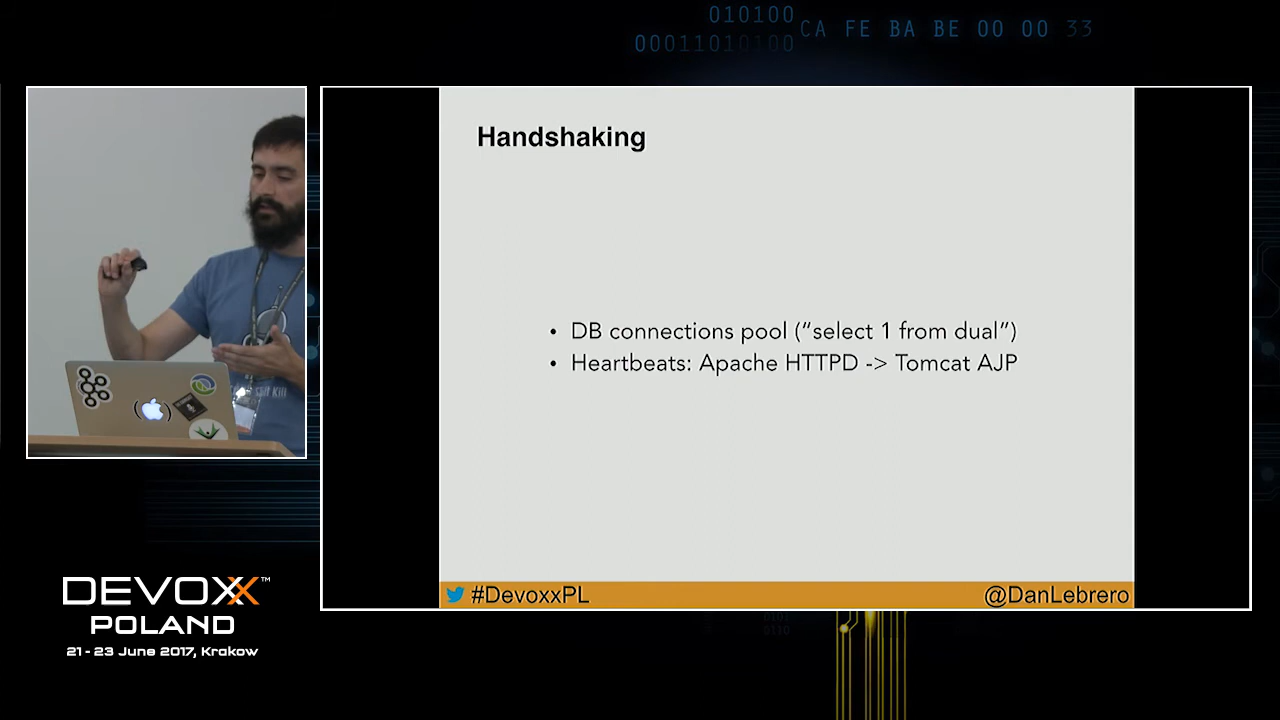 010100
00011010100
CA FE BA BE 00 00 33
Handshaking
• DB connections pool (“select 1 from dual”)
• Heartbeats: Apache HTTPD -> Tomcat AJP
#DevoxxPL
@DanLebrero
DEVOXX™
POLAND
21 - 23 June 2017, Krakow